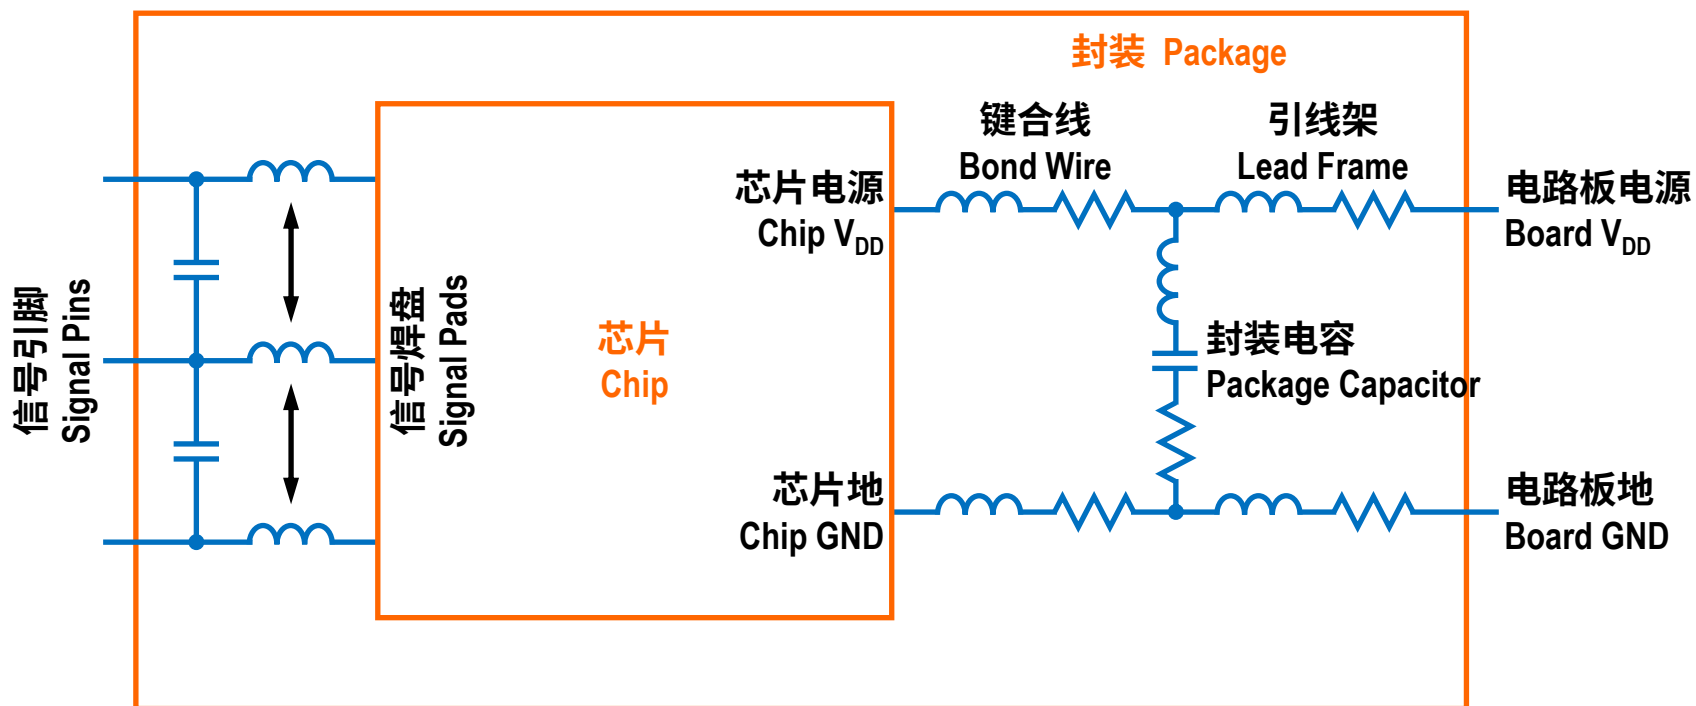 封装 Package
键合线
Bond Wire
引线架
Lead Frame
芯片电源
Chip VDD
电路板电源
Board VDD
信号引脚
Signal Pins
信号焊盘
Signal Pads
芯片
Chip
封装电容
Package Capacitor
芯片地
Chip GND
电路板地
Board GND